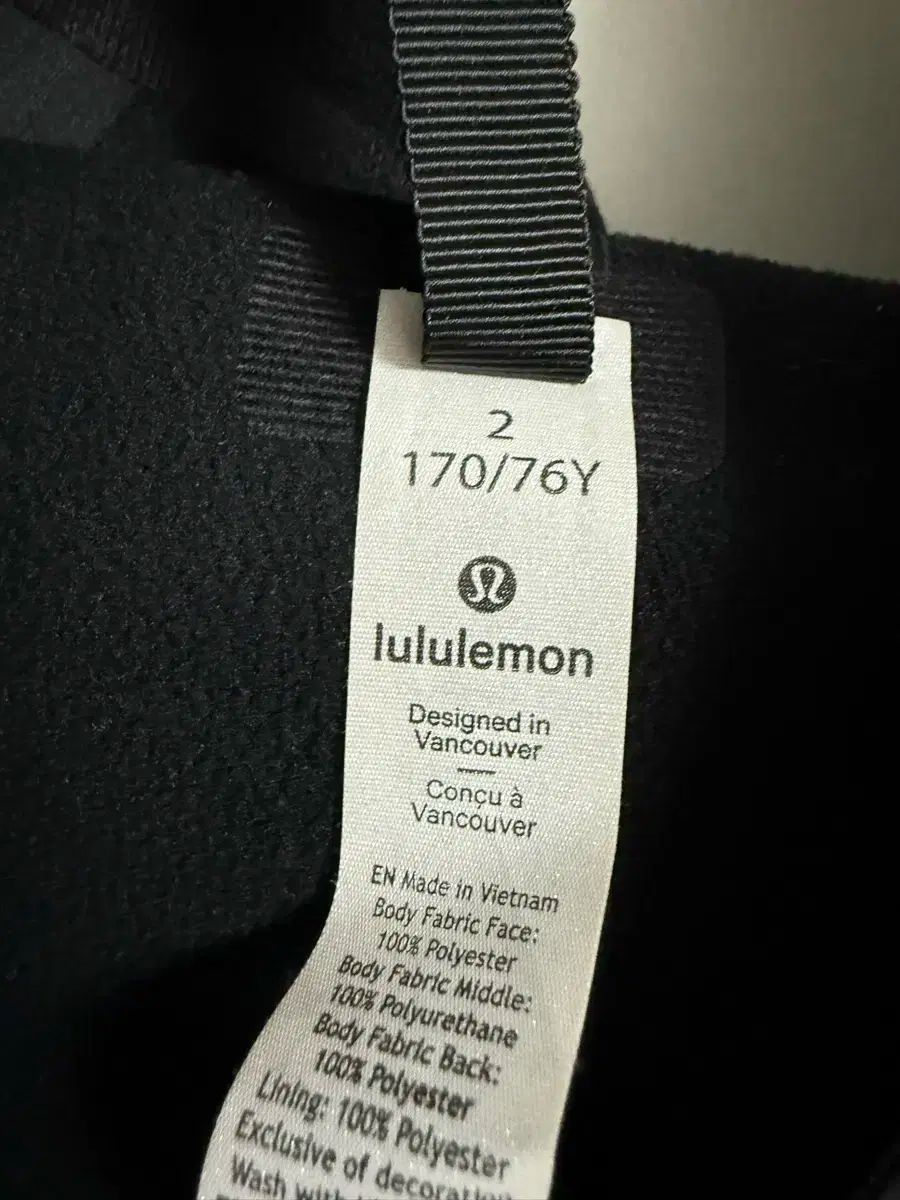 2
170/76Y
lululemon
Designed in
Vancouver
Conçu à
Vancouver
EN Made in Vietnam
Body Fabric Face:
100% Polyester
Body Fabric Middle:
100% Polyurethane
Body Fabric Back:
100% Polyester
Lining: 100% Polyester
Exclusive of
Wash